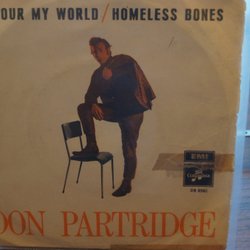 OUR MY WORLD / HOMELESS BONES
EMI
Columbia
DON PARTRIDGE